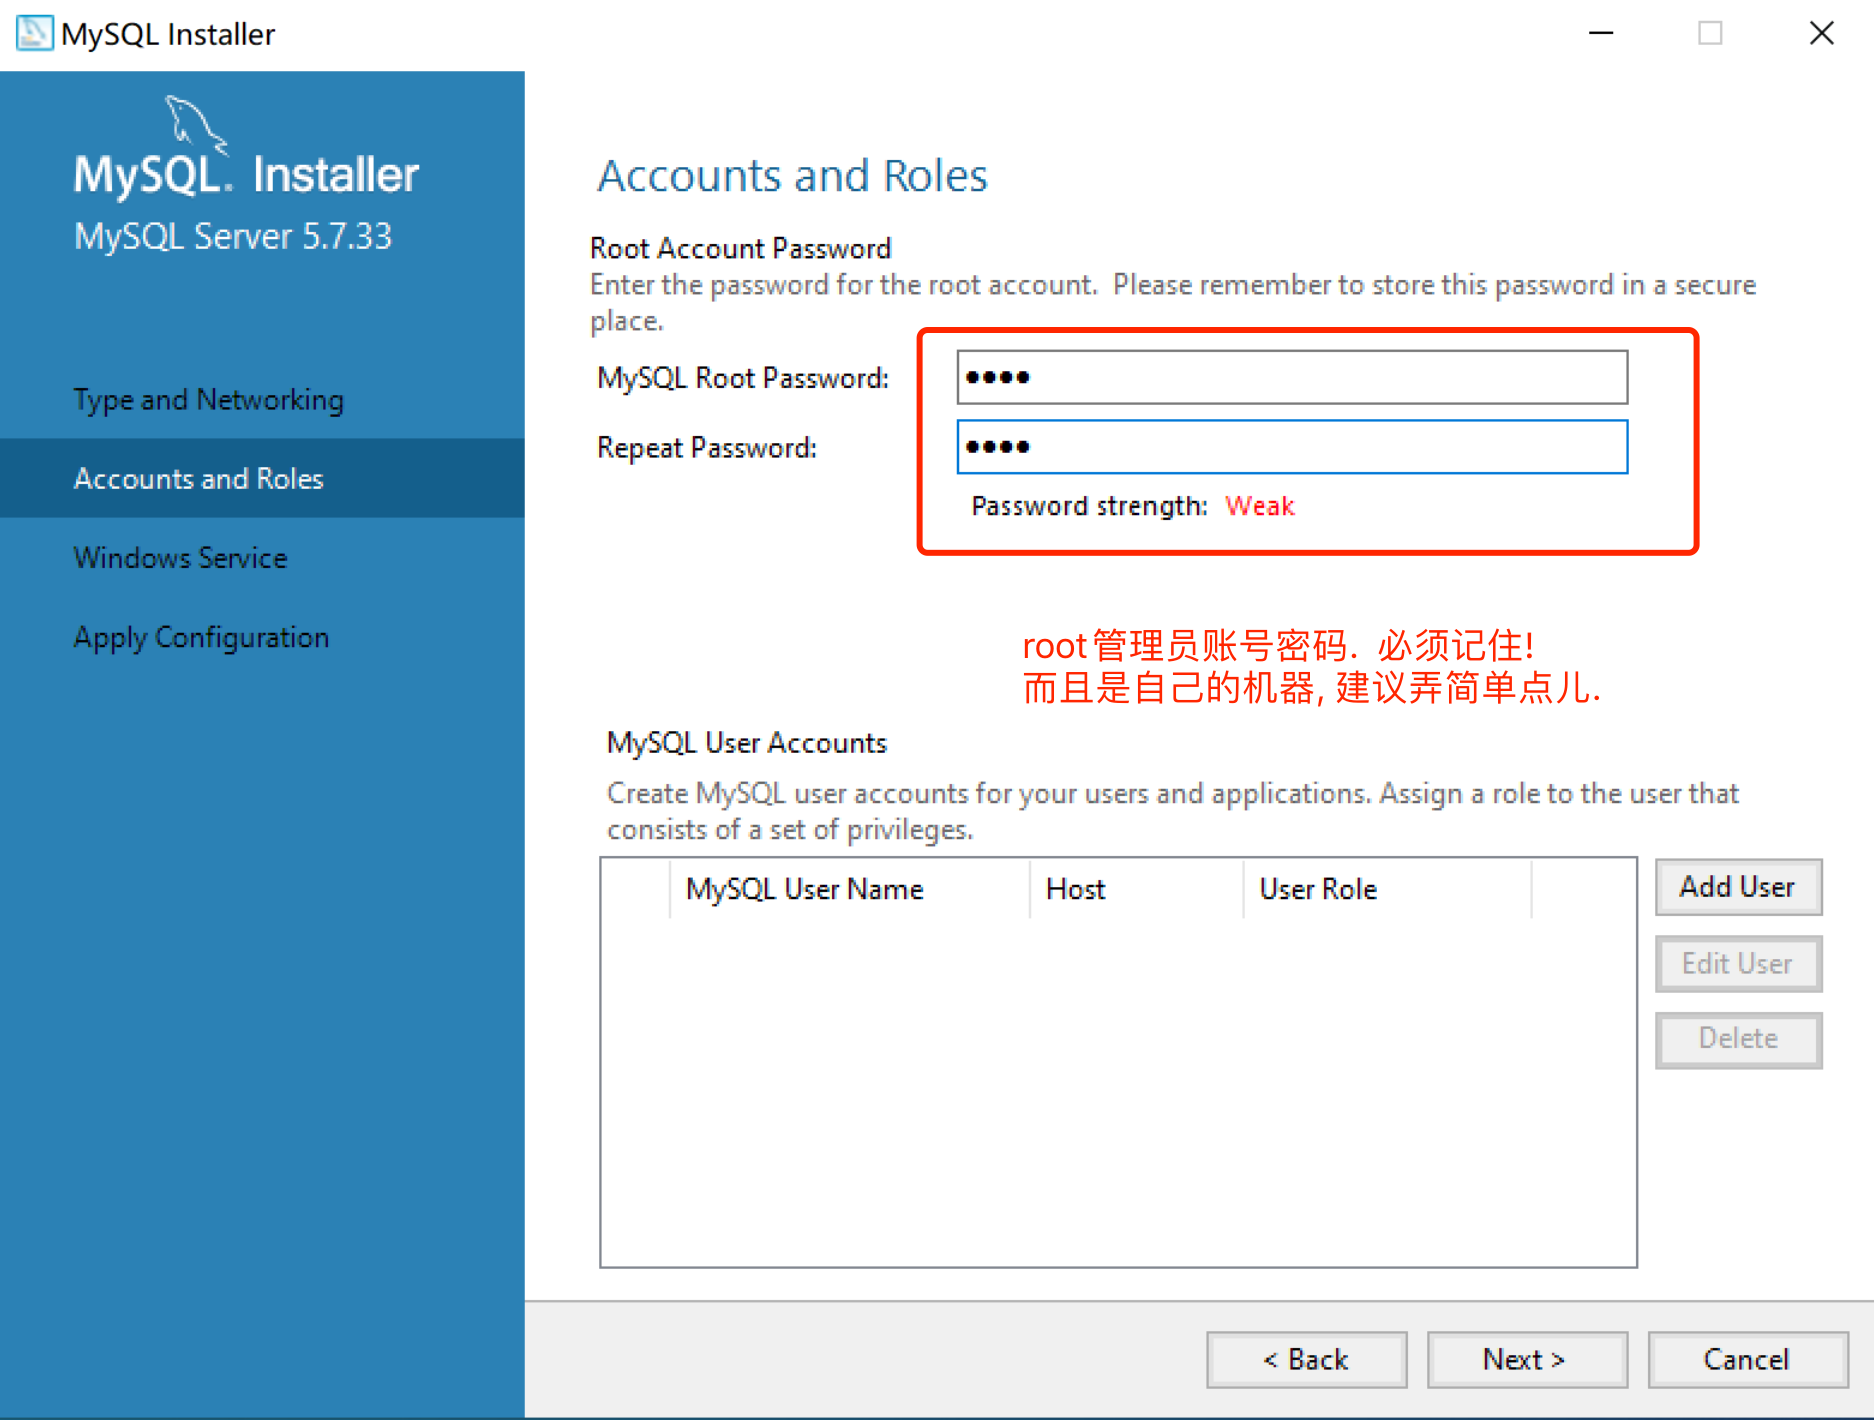 MySQL Installer
MySQL. Installer
MySQL Server 5.7.33
Type and Networking
Accounts and Roles
Windows Service
Apply Configuration
Accounts and Roles
Root Account Password
Enter the password for the root account.  Please remember to store this password in a secure
place.
MySQL Root Password: ●●●●
Repeat Password: ●●●●
Password strength: Weak
root管理员账号密码. 必须记住!
而且是自己的机器, 建议弄简单点儿.
MySQL User Accounts
Create MySQL user accounts for your users and applications. Assign a role to the user that
consists of a set of privileges.
MySQL User Name Host User Role
Add User
Edit User
Delete
< Back Next > Cancel